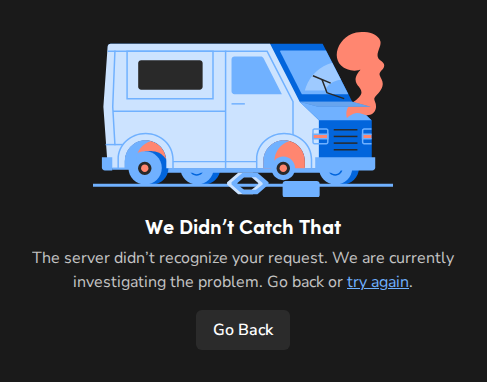 We Didn’t Catch That
The server didn’t recognize your request. We are currently
investigating the problem. Go back or try again.
Go Back